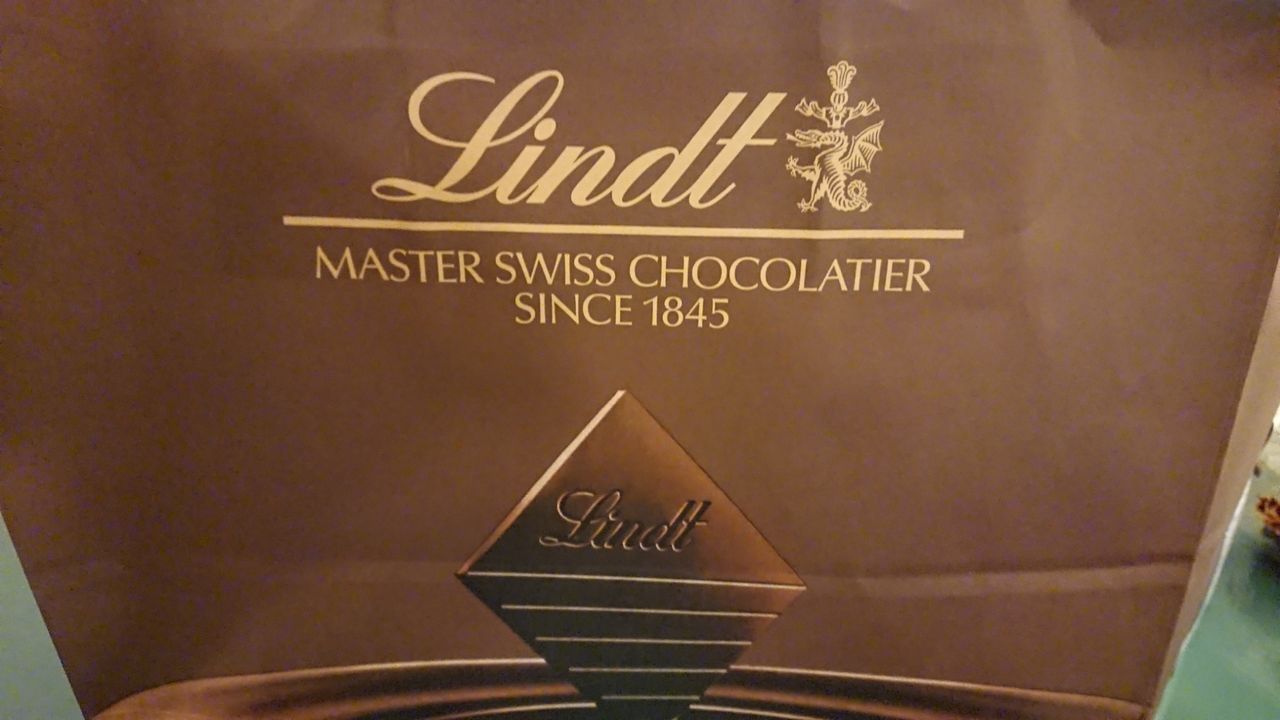 Lindt
MASTER SWISS CHOCOLATIER
SINCE 1845
Lindt